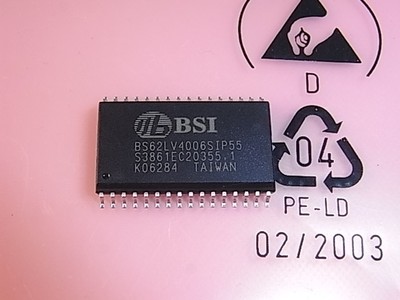 BSI
BS62LV4006SIP55
S3861EC20355.1
K06284 TAIWAN
D
04
PE-LD
02/2003